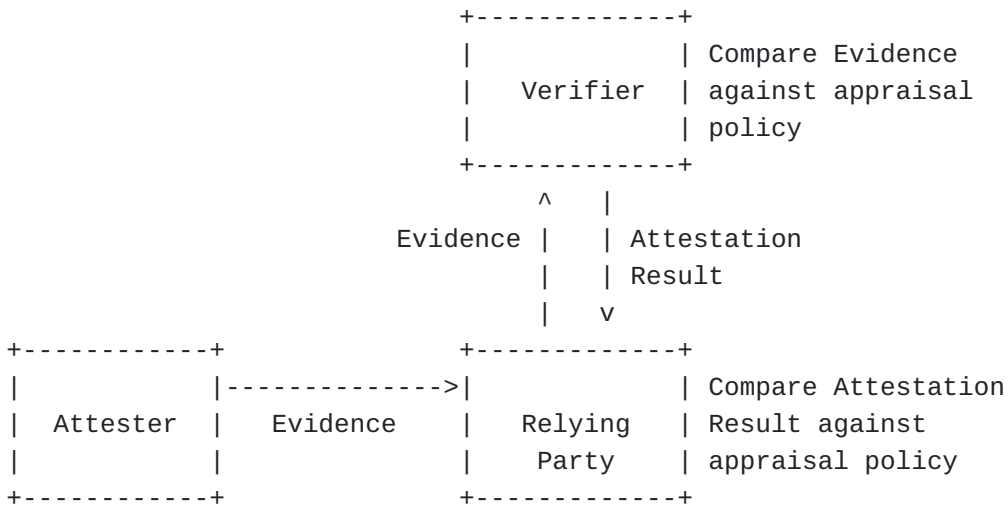 +-------------+
|             | Compare Evidence
|   Verifier  | against appraisal
|             | policy
+-------------+
^   |
Evidence |   | Attestation
|   | Result
|   v
+------------+               +-------------+
|            |-------------->|             | Compare Attestation
|  Attester  |   Evidence    |   Relying   | Result against
|            |               |    Party    | appraisal policy
+------------+               +-------------+